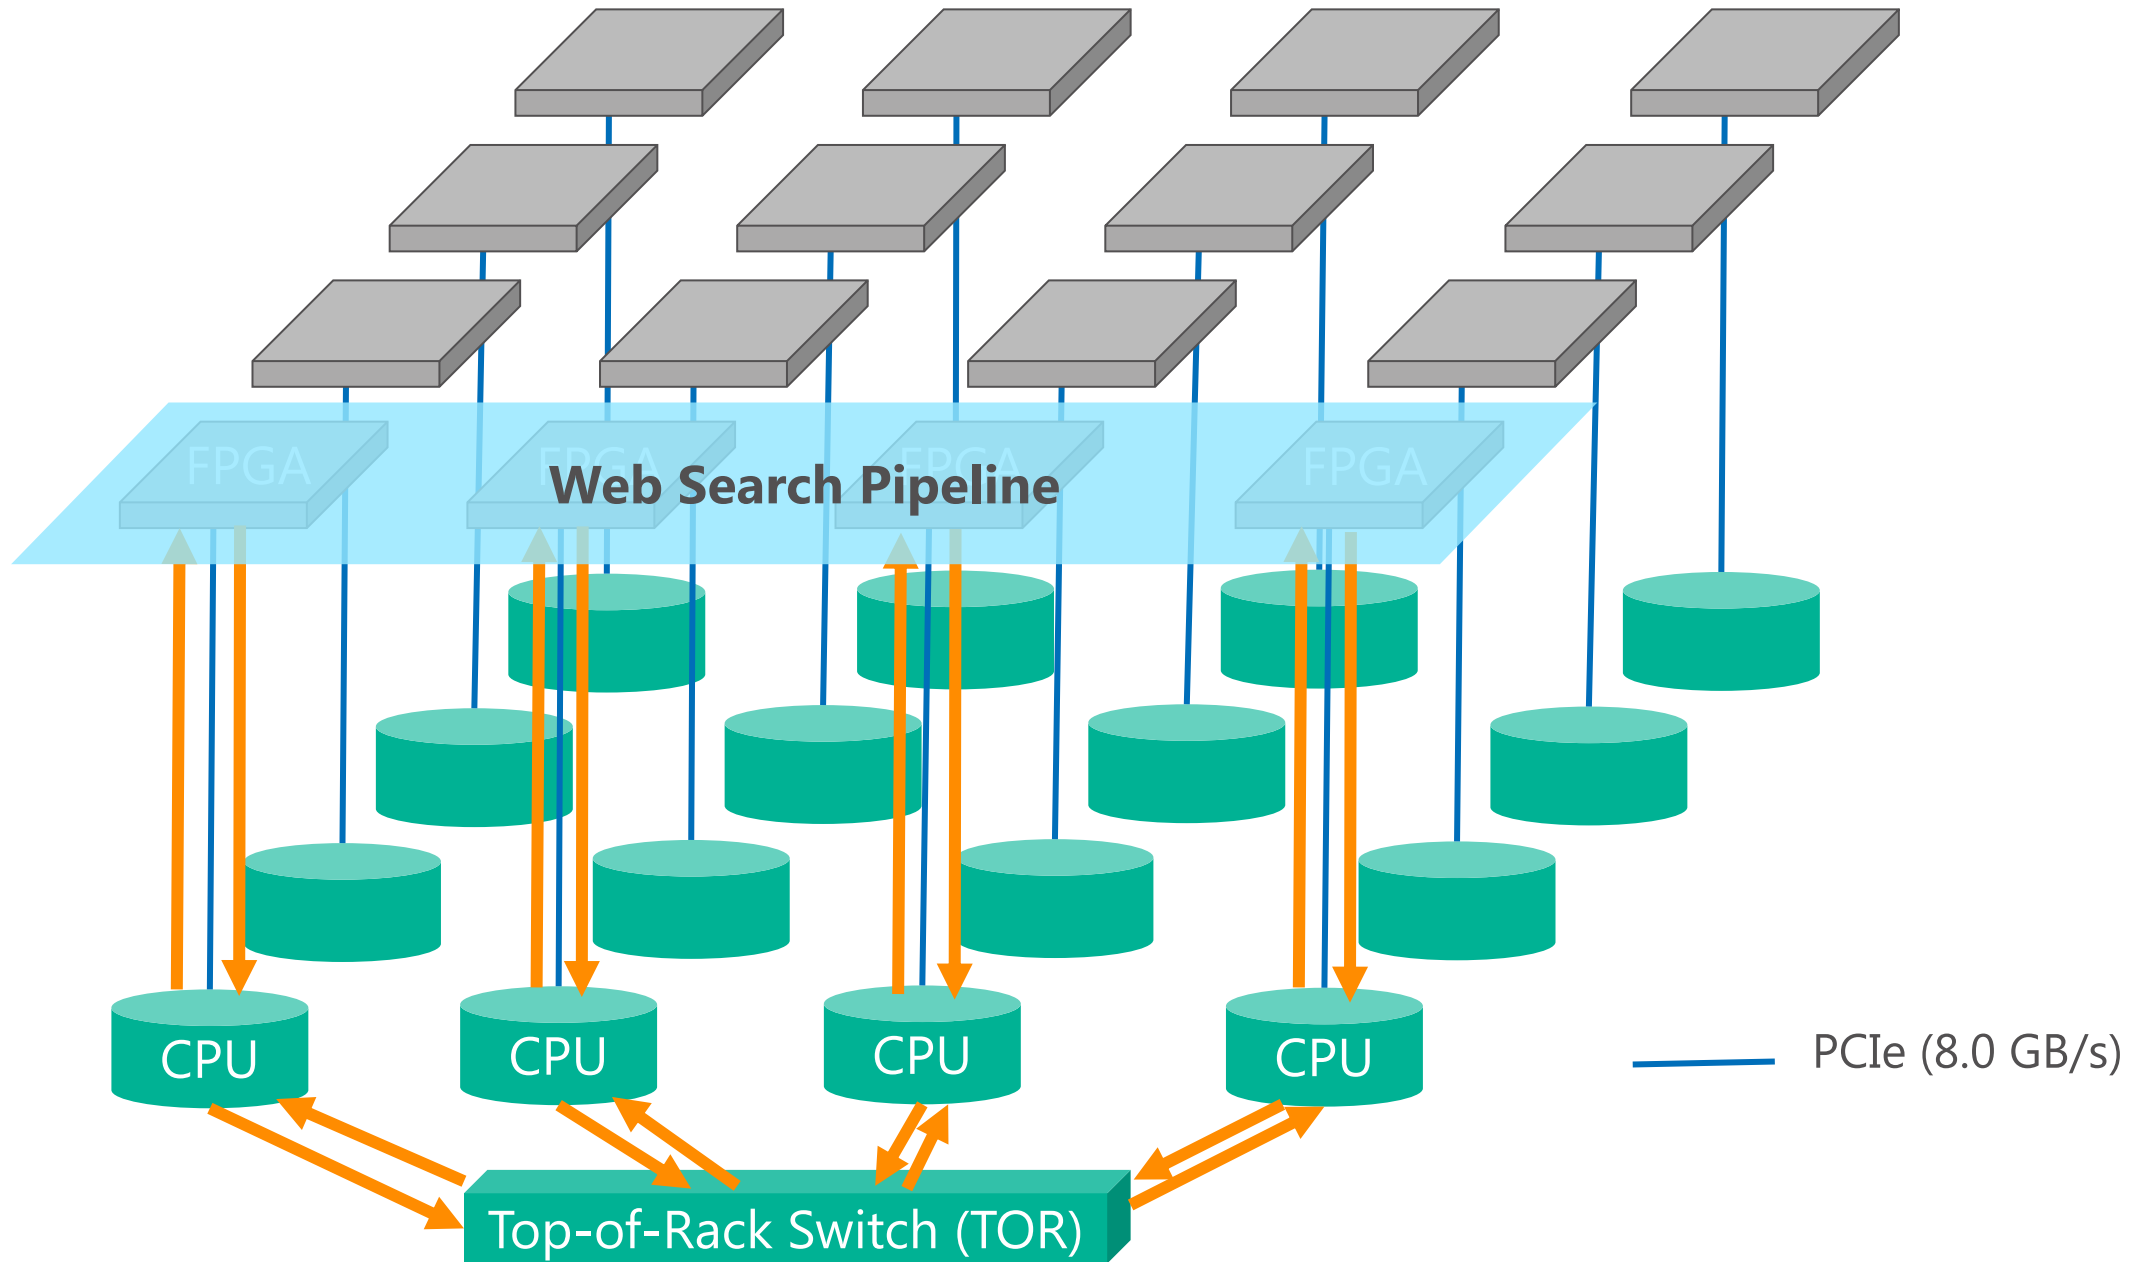 FPGA
FPGA
FPGA
FPGA
Web Search Pipeline
CPU
CPU
CPU
CPU
PCIe (8.0 GB/s)
Top-of-Rack Switch (TOR)